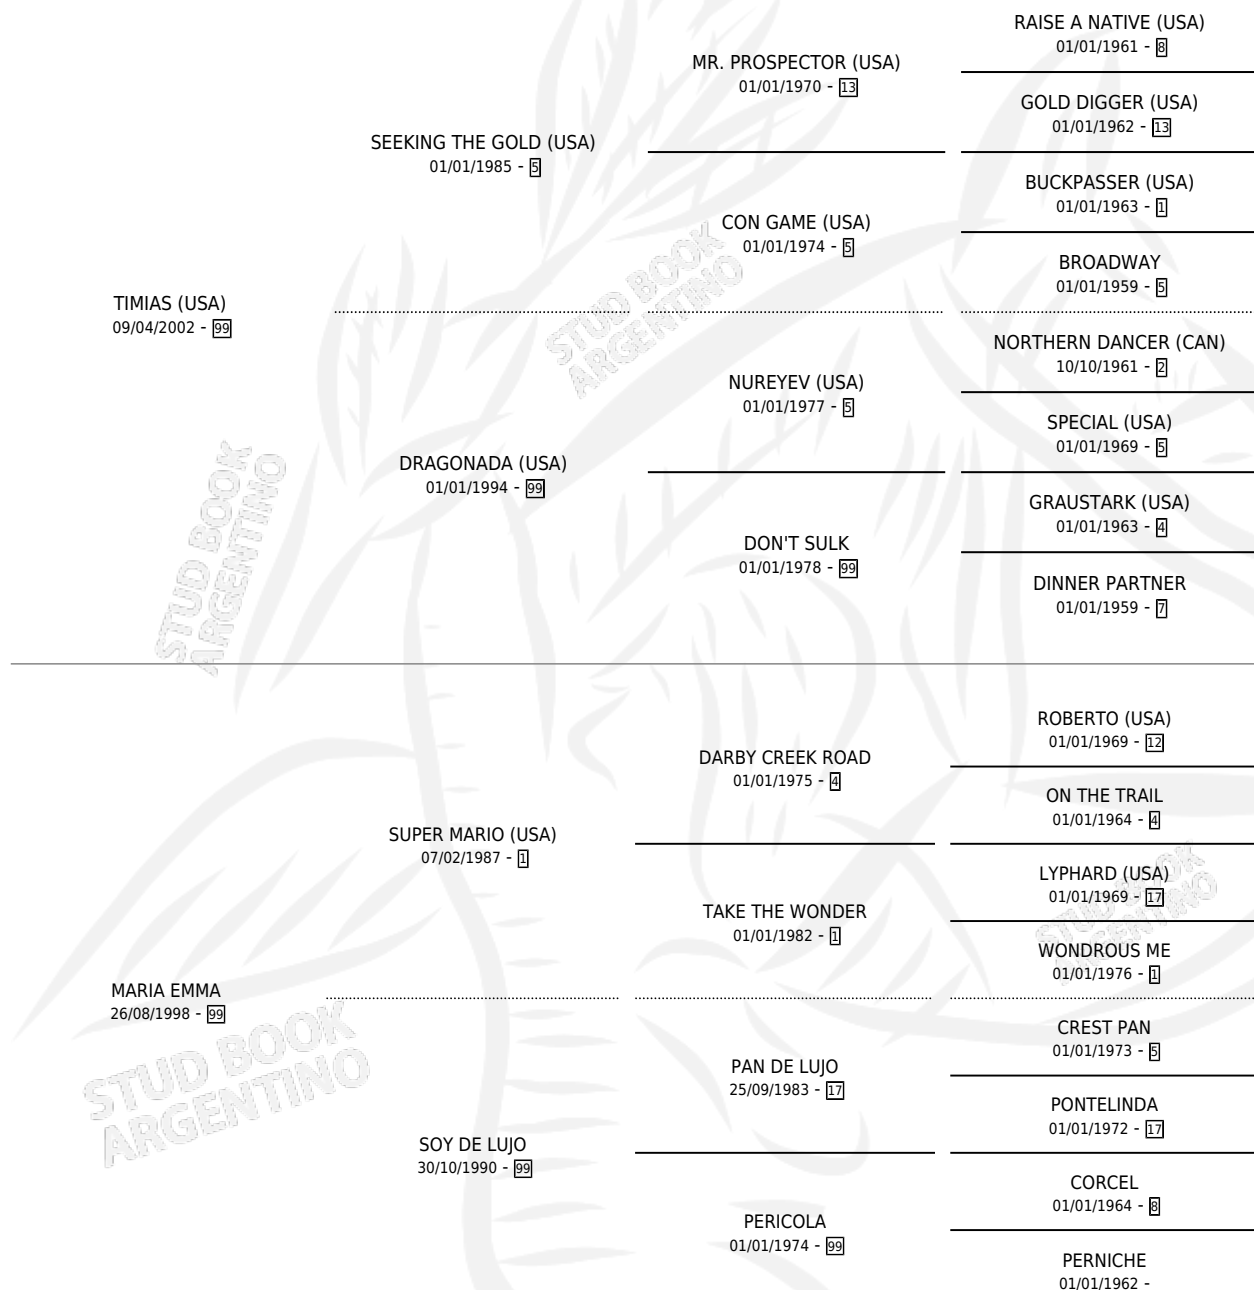 RAISE A NATIVE (USA)
01/01/1961 - 8
MR. PROSPECTOR (USA)
01/01/1970 - 13
GOLD DIGGER (USA)
01/01/1962 - 13
SEEKING THE GOLD (USA)
01/01/1985 - 5
BUCKPASSER (USA)
01/01/1963 - 1
CON GAME (USA)
01/01/1974 - 5
BROADWAY
01/01/1959 - 5
TIMIAS (USA)
09/04/2002 - 99
NORTHERN DANCER (CAN)
10/10/1961 - 2
NUREYEV (USA)
01/01/1977 - 5
SPECIAL (USA)
01/01/1969 - 5
DRAGONADA (USA)
01/01/1994 - 99
GRAUSTARK (USA)
01/01/1963 - 4
DON'T SULK
01/01/1978 - 99
DINNER PARTNER
01/01/1959 - 7
ROBERTO (USA)
01/01/1969 - 12
DARBY CREEK ROAD
01/01/1975 - 4
ON THE TRAIL
01/01/1964 - 4
SUPER MARIO (USA)
07/02/1987 - 1
LYPHARD (USA)
01/01/1969 - 17
TAKE THE WONDER
01/01/1982 - 1
WONDROUS ME
01/01/1976 - 1
MARIA EMMA
26/08/1998 - 99
CREST PAN
01/01/1973 - 5
PAN DE LUJO
25/09/1983 - 17
PONTELINDA
01/01/1972 - 17
SOY DE LUJO
30/10/1990 - 99
CORCEL
01/01/1964 - 8
PERICOLA
01/01/1974 - 99
PERNICHE
01/01/1962 -
STUD BOOK
ARGENTINO
STUD BOOK
ARGENTINO
STUD BOOK
ARGENTINO
STUD BOOK
ARGENTINO